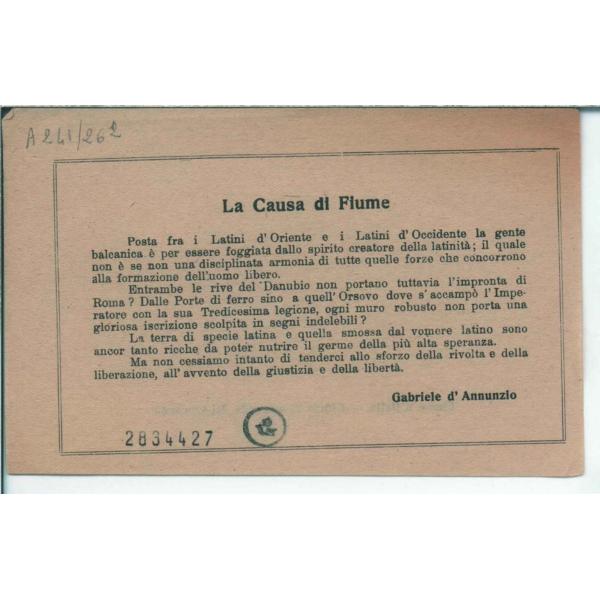 A 241/262
La Causa di Fiume
Posta fra i Latini d' Oriente e i Latini d' Occidente la gente
balcanica è per essere foggiata dallo spirito creatore della latinità; il quale
non è se non una disciplinata armonia di tutte quelle forze che concorrono
alla formazione dell'uomo libero.
Entrambe le rive del Danubio non portano tuttavia l'impronta di
Roma? Dalle Porte di ferro sino a quell' Orsovo dove s' accampò l' Impe-
ratore con la sua Tredicesima legione, ogni muro robusto non porta una
gloriosa iscrizione scolpita in segni indelebili?
La terra di specie latina e quella smossa dal vomere latino sono
ancor tanto ricche da poter nutrire il germe della più alta speranza.
Ma non cessiamo intanto di tenderci allo sforzo della rivolta e della
liberazione, all' avvento della giustizia e della libertà.
Gabriele d' Annunzio
2834427